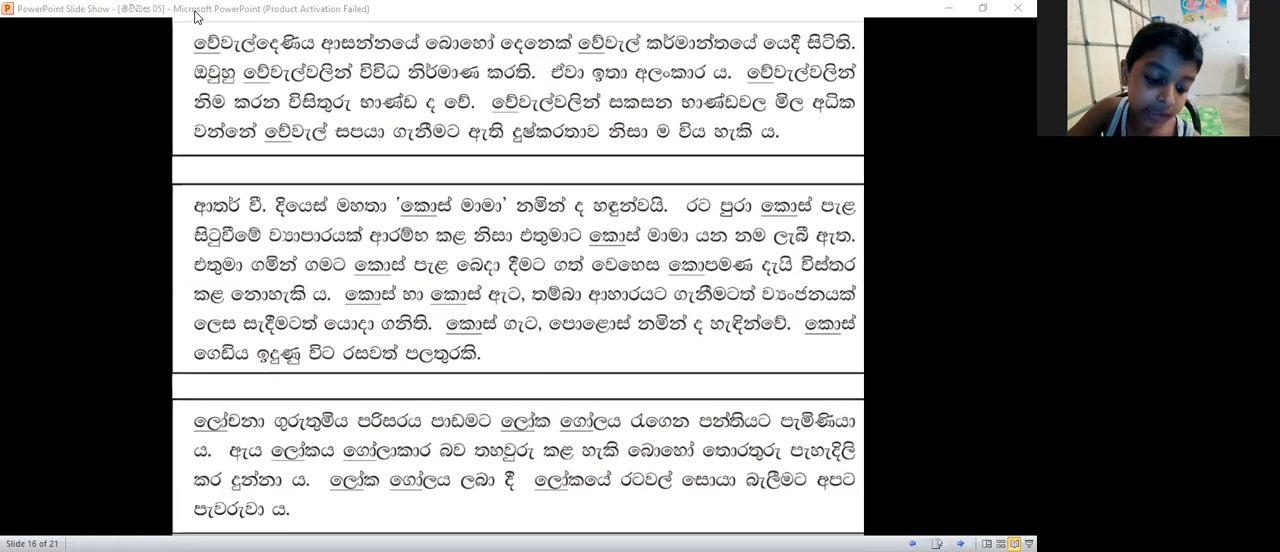 PowerPoint Slide Show - [මව්බස 05] - Microsoft PowerPoint (Product Activation Failed)
වේවැල්දෙණිය ආසන්නයේ බොහෝ දෙනෙක් වේවැල් කර්මාන්තයේ යෙදී සිටිති.
ඔවුහු වේවැල්වලින් විවිධ නිර්මාණ කරති. ඒවා ඉතා අලංකාර ය. වේවැල්වලින්
නිම කරන විසිතුරු භාණ්ඩ ද වේ. වේවැල්වලින් සකසන භාණ්ඩවල මිල අධික
වන්නේ වේවැල් සපයා ගැනීමට ඇති දුෂ්කරතාව නිසා ම විය හැකි ය.
ආතර් වී. දියෙස් මහතා ‘කොස් මාමා’ නමින් ද හඳුන්වයි. රට පුරා කොස් පැළ
සිටුවීමේ ව්‍යාපාරයක් ආරම්භ කළ නිසා එතුමාට කොස් මාමා යන නම ලැබී ඇත.
එතුමා ගමින් ගමට කොස් පැළ බෙදා දීමට ගත් වෙහෙස කොපමණ දැයි විස්තර
කළ නොහැකි ය. කොස් හා කොස් ඇට, තම්බා ආහාරයට ගැනීමටත් ව්‍යංජනයක්
ලෙස සැදීමටත් යොදා ගනිති. කොස් ගැට, පොළොස් නමින් ද හැඳින්වේ. කොස්
ගෙඩිය ඉදුණු විට රසවත් පලතුරකි.
ලෝචනා ගුරුතුමිය පරිසරය පාඩමට ලෝක ගෝලය රැගෙන පන්තියට පැමිණියා
ය. ඇය ලෝකය ගෝලාකාර බව තහවුරු කළ හැකි බොහෝ තොරතුරු පැහැදිලි
කර දුන්නා ය. ලෝක ගෝලය ලබා දී ලෝකයේ රටවල් සොයා බැලීමට අපට
පැවරුවා ය.
Slide 16 of 21